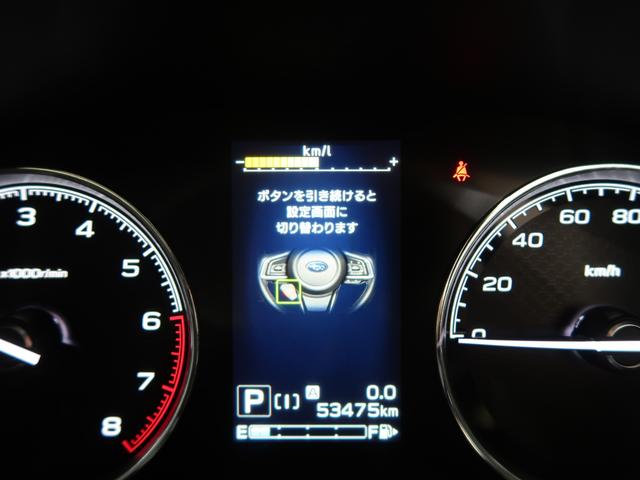 km/l
- +
ボタンを引き続けると
設定画面に
切り替わります
3
4
5
6
7
8
x1000r/min
0
20
40
60
80
km/h
P [I] A 0.0
53475km
E F